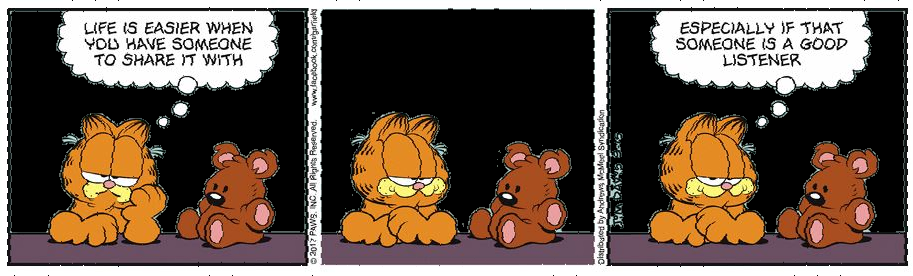 LIFE IS EASIER WHEN
YOU HAVE SOMEONE
TO SHARE IT WITH
© 2017 PAWS, INC. All Rights Reserved. www.facebook.com/garfield
Distributed by Andrews McMeel Syndication
ESPECIALLY IF THAT
SOMEONE IS A GOOD
LISTENER
JIM DAVIS